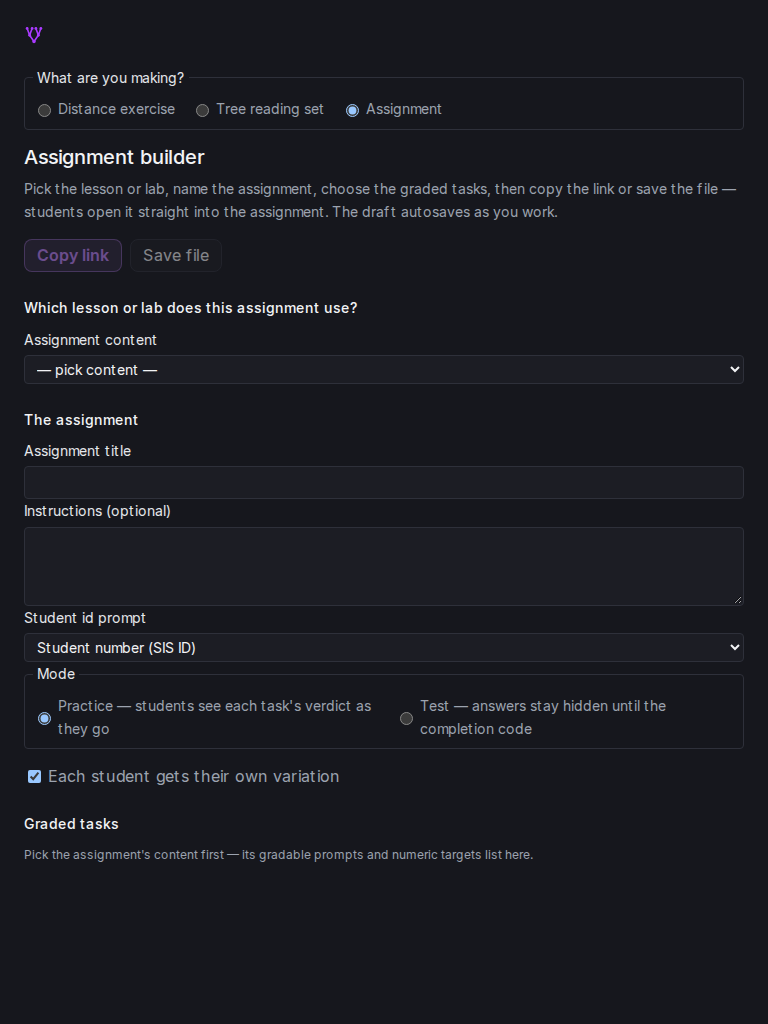 What are you making?
Distance exercise
Tree reading set
Assignment
Assignment builder
Pick the lesson or lab, name the assignment, choose the graded tasks, then copy the link or save the file —
students open it straight into the assignment. The draft autosaves as you work.
Copy link
Save file
Which lesson or lab does this assignment use?
Assignment content
— pick content —
The assignment
Assignment title
Instructions (optional)
Student id prompt
Student number (SIS ID)
Mode
Practice — students see each task's verdict as
they go
Test — answers stay hidden until the
completion code
Each student gets their own variation
Graded tasks
Pick the assignment's content first — its gradable prompts and numeric targets list here.